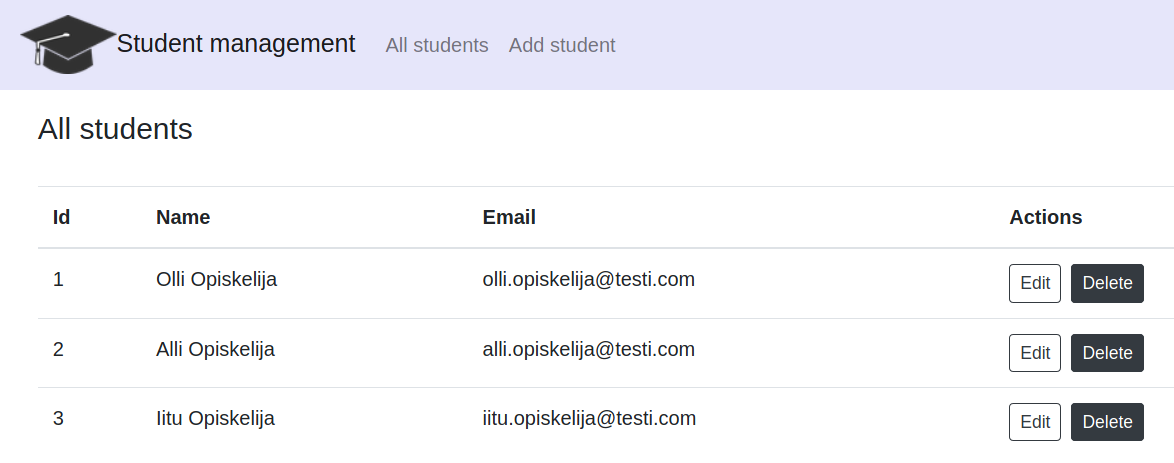 Student management All students Add student
All students
Id Name Email Actions
1 Olli Opiskelija olli.opiskelija@testi.com Edit Delete
2 Alli Opiskelija alli.opiskelija@testi.com Edit Delete
3 Iitu Opiskelija iitu.opiskelija@testi.com Edit Delete